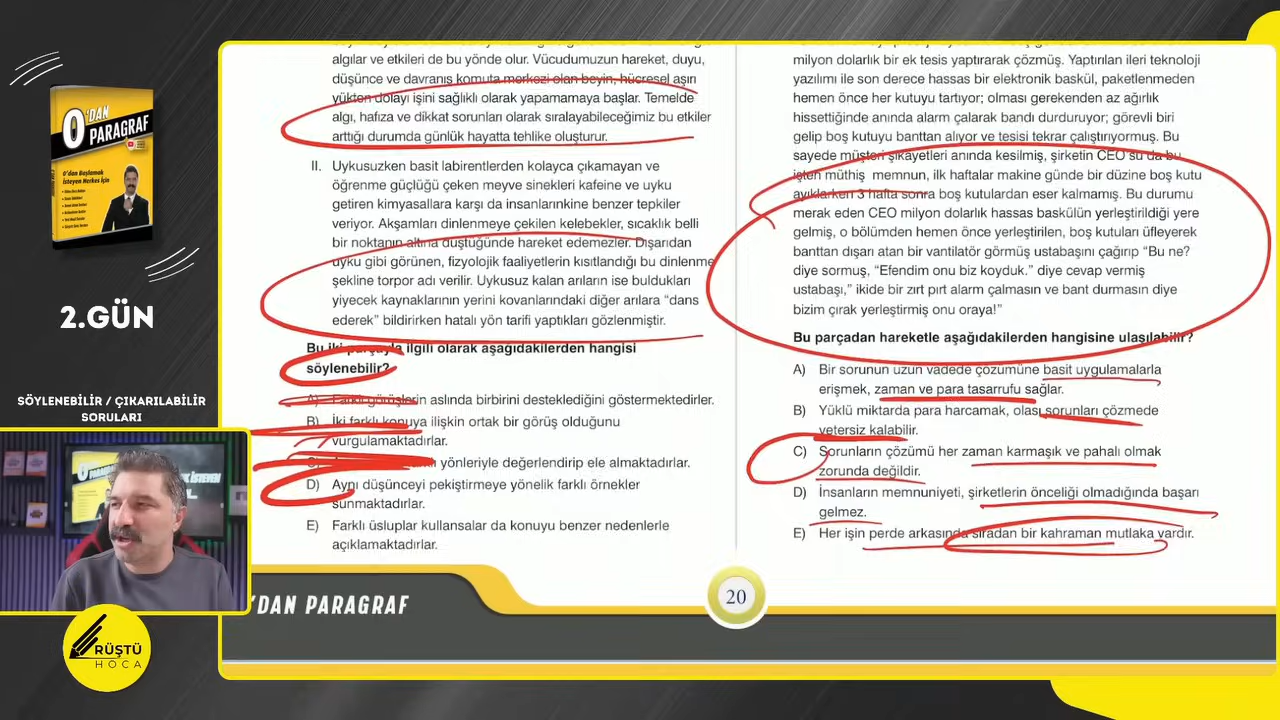 0'DAN
PARAGRAF
0'dan Başlamak
İsteyen Herkes İçin
2.GÜN
SÖYLENEBİLİR / ÇIKARILABİLİR
SORULARI
RÜŞTÜ
HOCA
algılar ve etkileri de bu yönde olur. Vücudumuzun hareket, duyu,
düşünce ve davranış komuta merkezi olan beyin, hücresel aşırı
yükten dolayı işini sağlıklı olarak yapamamaya başlar. Temelde
algı, hafıza ve dikkat sorunları olarak sıralayabileceğimiz bu etkiler
arttığı durumda günlük hayatta tehlike oluşturur.
II. Uykusuzken basit labirentlerden kolayca çıkamayan ve
öğrenme güçlüğü çeken meyve sinekleri kafeine ve uyku
getiren kimyasallara karşı da insanlarınkine benzer tepkiler
veriyor. Akşamları dinlenmeye çekilen kelebekler, sıcaklık belli
bir noktanın altına düştüğünde hareket edemezler. Dışarıdan
uyku gibi görünen, fizyolojik faaliyetlerin kısıtlandığı bu dinlenme
şekline torpor adı verilir. Uykusuz kalan arıların ise buldukları
yiyecek kaynaklarının yerini kovanlarındaki diğer arılara “dans
ederek” bildirirken hatalı yön tarifi yaptıkları gözlenmiştir.
Bu iki parçayla ilgili olarak aşağıdakilerden hangisi
söylenebilir?
A) Farklı görüşlerin aslında birbirini desteklediğini göstermektedirler.
B) İki farklı konuya ilişkin ortak bir görüş olduğunu
vurgulamaktadırlar.
yönleriyle değerlendirip ele almaktadırlar.
D) Aynı düşünceyi pekiştirmeye yönelik farklı örnekler
sunmaktadırlar.
E) Farklı üsluplar kullansalar da konuyu benzer nedenlerle
açıklamaktadırlar.
milyon dolarlık bir ek tesis yaptırarak çözmüş. Yaptırılan ileri teknoloji
yazılımı ile son derece hassas bir elektronik baskül, paketlenmeden
hemen önce her kutuyu tartıyor; olması gerekenden az ağırlık
hissettiğinde anında alarm çalarak bandı durduruyor; görevli biri
gelip boş kutuyu banttan alıyor ve tesisi tekrar çalıştırıyormuş. Bu
sayede müşteri şikayetleri anında kesilmiş, şirketin CEO'su da bu
işten müthiş memnun, ilk haftalar makine günde bir düzine boş kutu
ayıklarken 3 hafta sonra boş kutulardan eser kalmamış. Bu durumu
merak eden CEO milyon dolarlık hassas baskülün yerleştirildiği yere
gelmiş, o bölümden hemen önce yerleştirilen, boş kutuları üfleyerek
banttan dışarı atan bir vantilatör görmüş ustabaşını çağırıp “Bu ne?
diye sormuş, “Efendim onu biz koyduk.” diye cevap vermiş
ustabaşı,” ikide bir zırt pırt alarm çalmasın ve bant durmasın diye
bizim çırak yerleştirmiş onu oraya!”
Bu parçadan hareketle aşağıdakilerden hangisine ulaşılabilir?
A) Bir sorunun uzun vadede çözümüne basit uygulamalarla
erişmek, zaman ve para tasarrufu sağlar.
B) Yüklü miktarda para harcamak, olası sorunları çözmede
yetersiz kalabilir.
C) Sorunların çözümü her zaman karmaşık ve pahalı olmak
zorunda değildir.
D) İnsanların memnuniyeti, şirketlerin önceliği olmadığında başarı
gelmez.
E) Her işin perde arkasında sıradan bir kahraman mutlaka vardır.
'DAN PARAGRAF
20